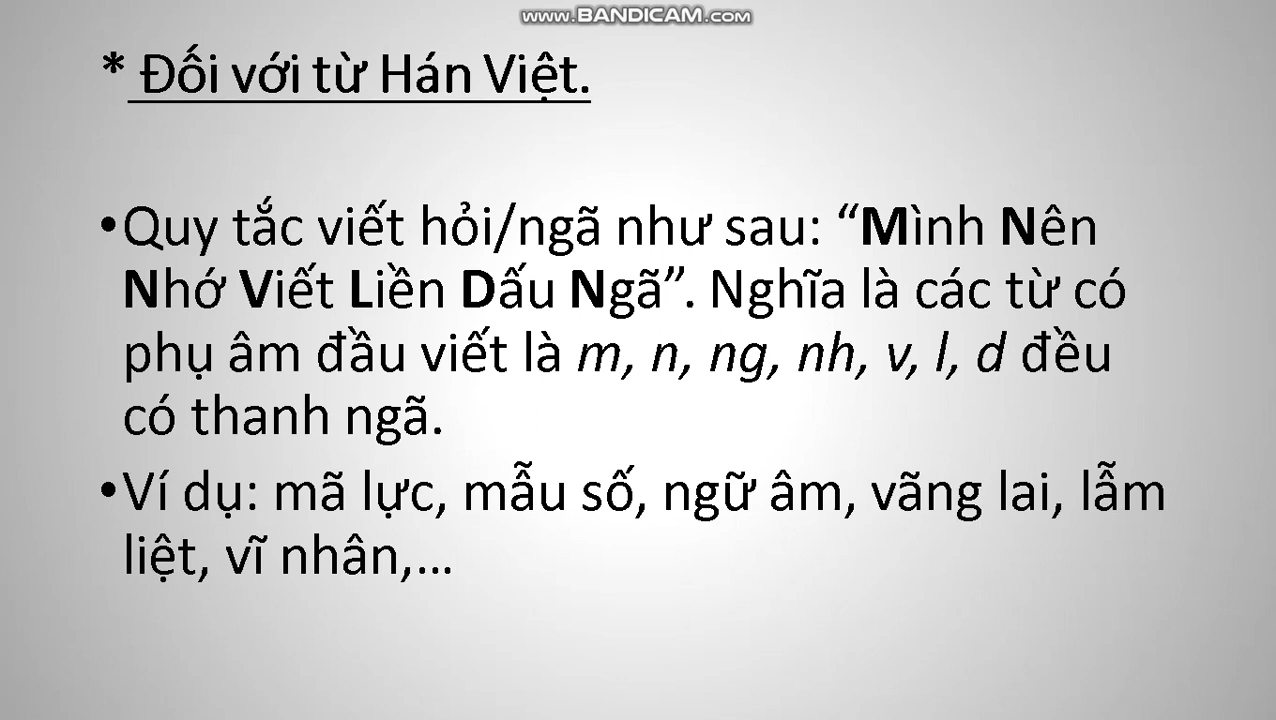 www.BANDICAM.com
* Đối với từ Hán Việt.
•Quy tắc viết hỏi/ngã như sau: “Mình Nên
Nhớ Viết Liền Dấu Ngã”. Nghĩa là các từ có
phụ âm đầu viết là m, n, ng, nh, v, l, d đều
có thanh ngã.
•Ví dụ: mã lực, mẫu số, ngữ âm, vãng lai, lẫm
liệt, vĩ nhân,...